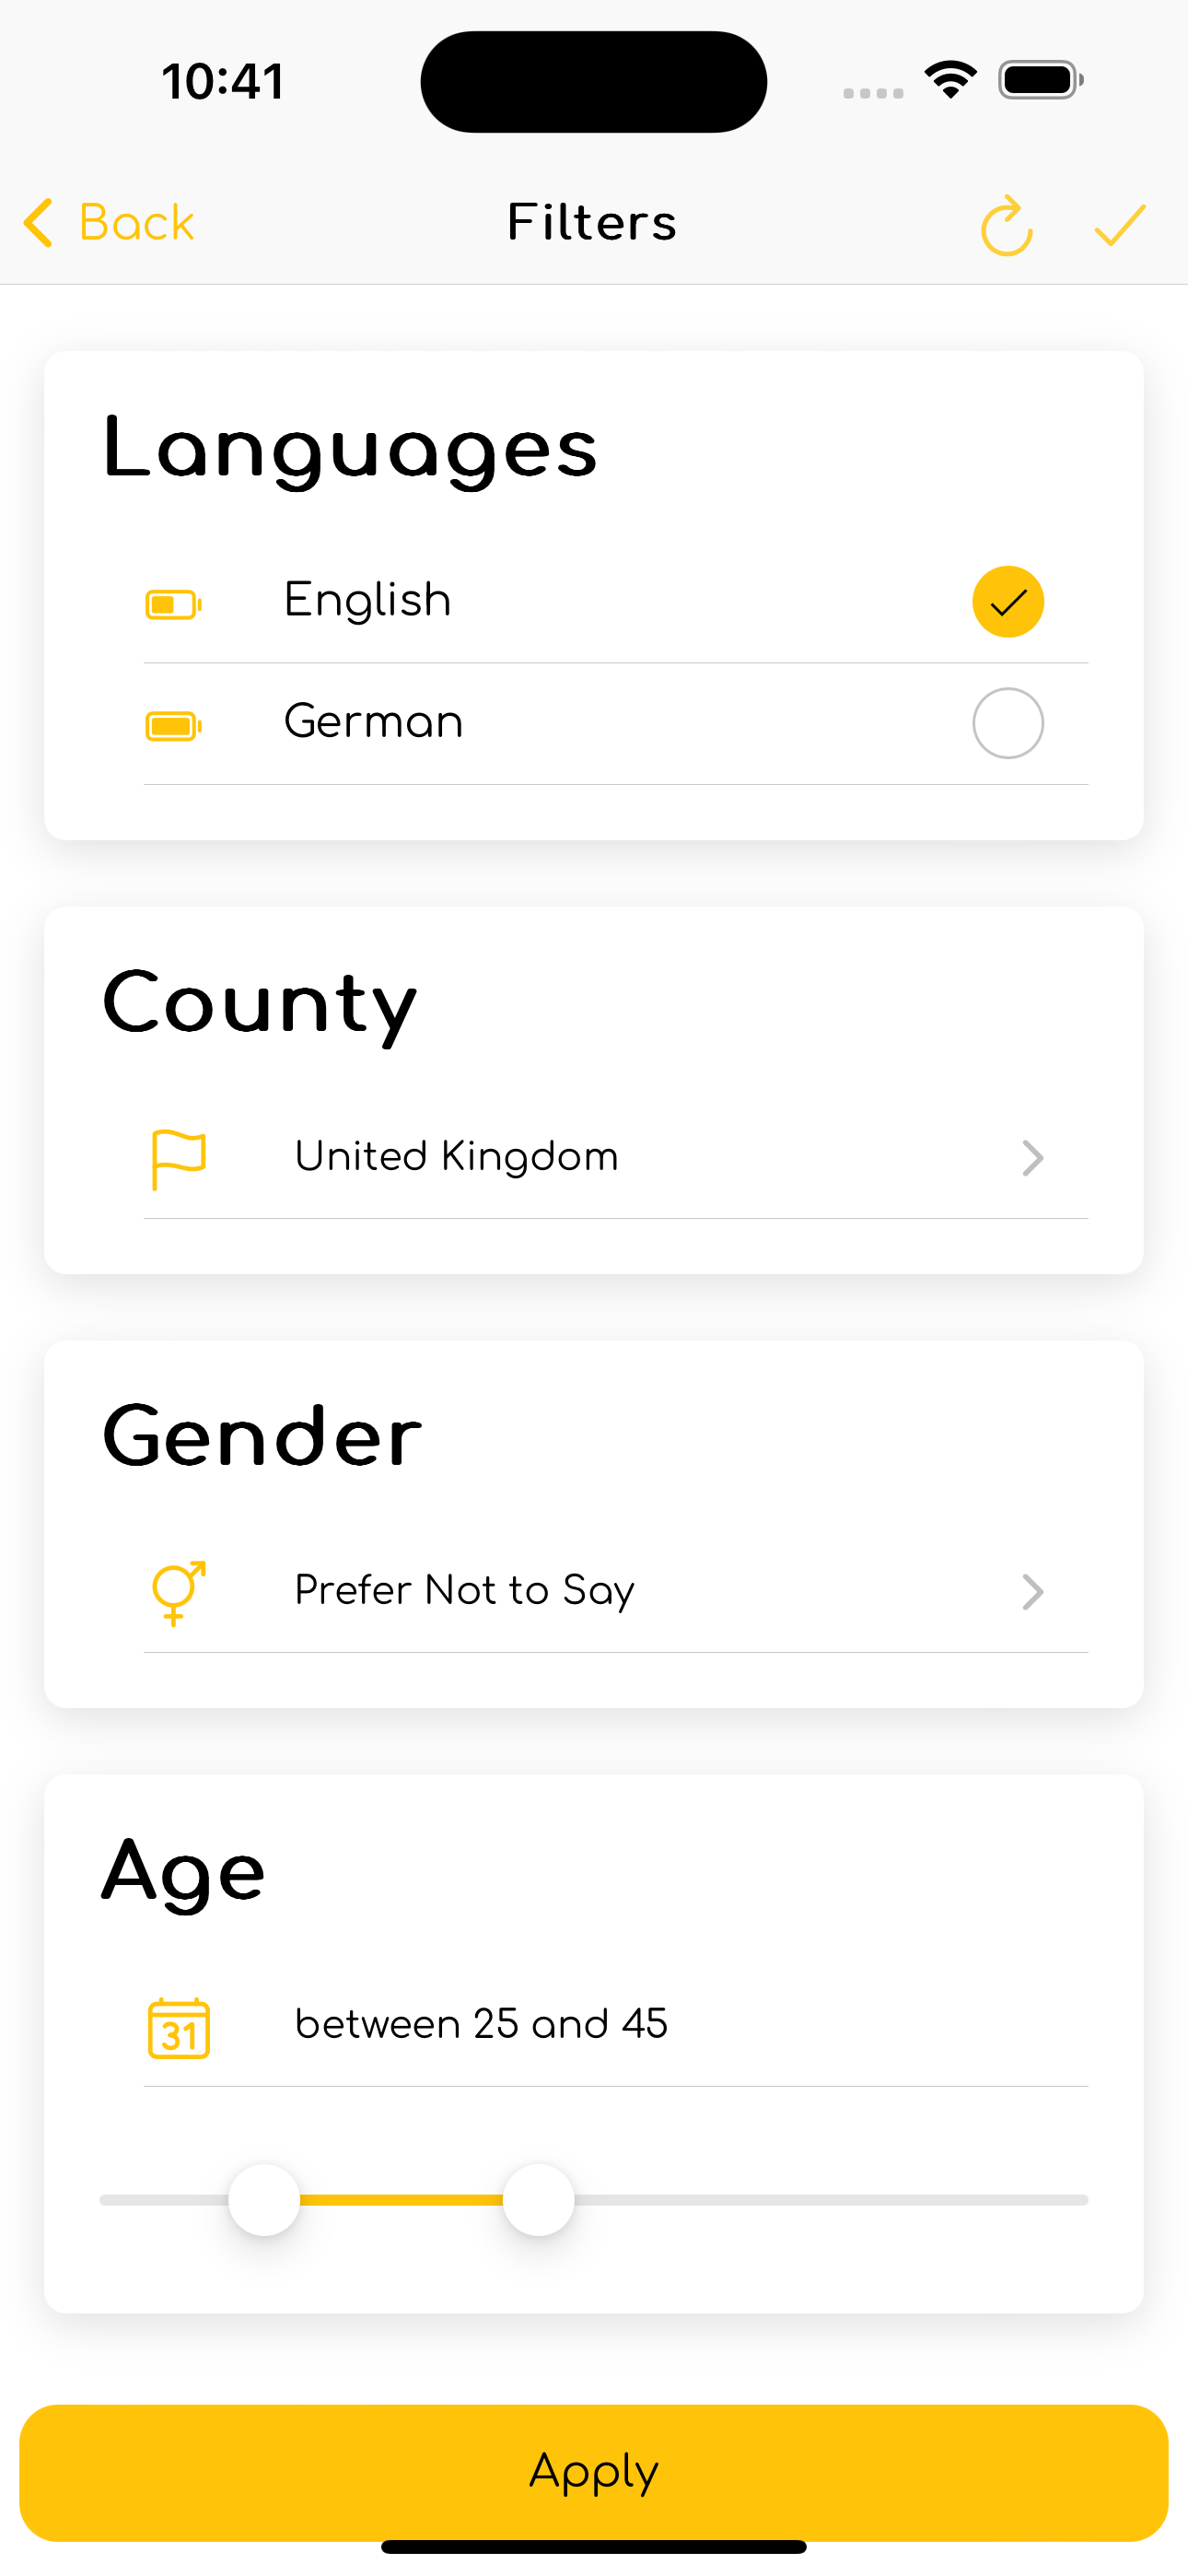 10:41
Back
Filters
Languages
English
German
County
United Kingdom
Gender
Prefer Not to Say
Age
31
between 25 and 45
Apply